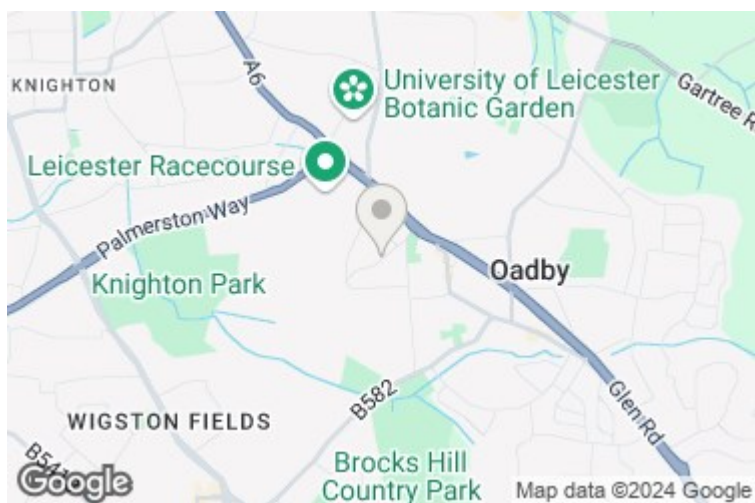 KNIGHTON
A6
University of Leicester
Botanic Garden
Gartree R
Leicester Racecourse
Palmerston Way
Knighton Park
Oadby
B582
Glen Rd
WIGSTON FIELDS
Brocks Hill
Country Park
Google
Map data ©2024 Google